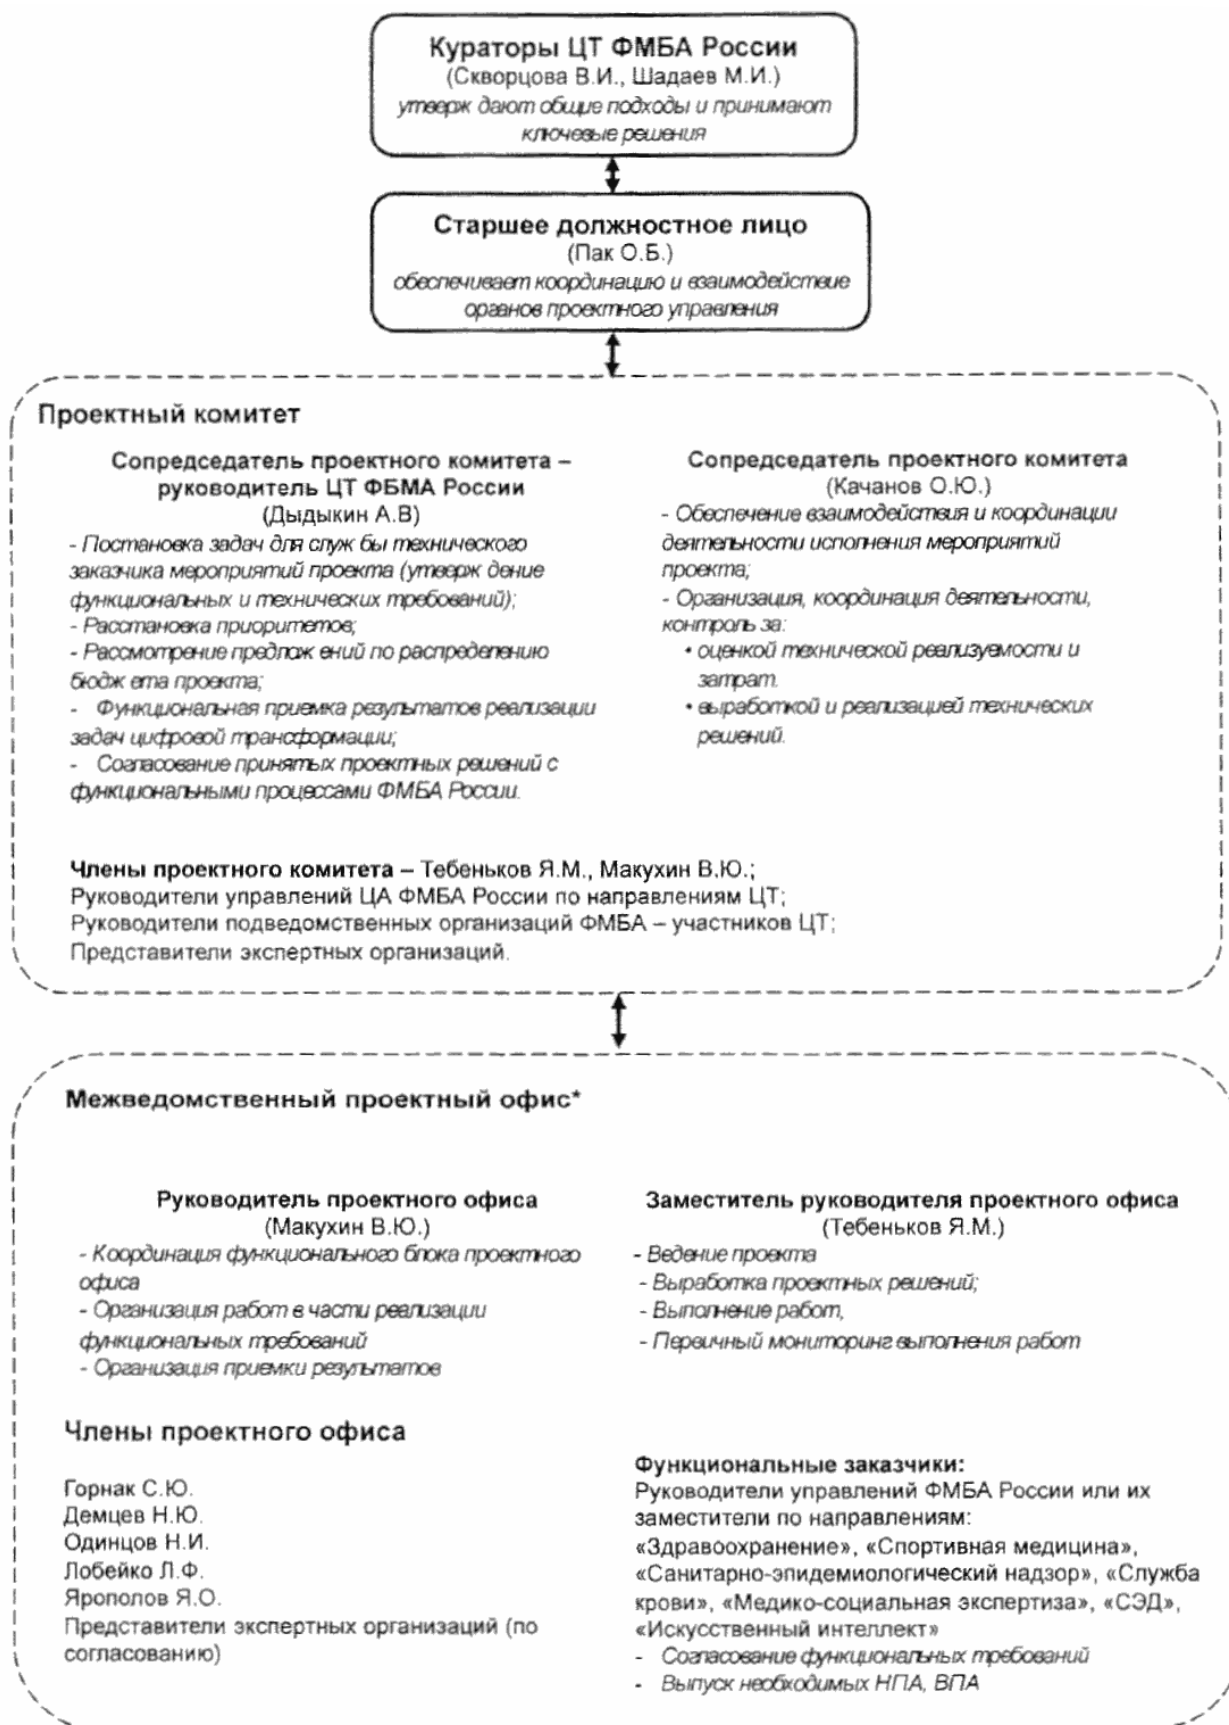 Кураторы ЦТ ФМБА России
(Скворцова В.И., Шадаев М.И.)
утверж дают общие подходы и принимают
ключевые решения
Старшее должностное лицо
(Пак О.Б.)
обеспечивает координацию и взаимодействие
органов проектного управления
Проектный комитет
Сопредседатель проектного комитета –
руководитель ЦТ ФБМА России
(Дыдыкин А.В)
- Постановка задач для служ бы технического
заказчика мероприятий проекта (утверж дение
функциональных и технических требований);
- Расстановка приоритетов;
- Рассмотрение предлож ений по распределению
бюдж ета проекта;
- Функциональная приемка результатов реализации
задач цифровой трансформации;
- Согласование принятых проектных решений с
функциональными процессами ФМБА России.
Сопредседатель проектного комитета
(Качанов О.Ю.)
- Обеспечение взаимодействия и координации
деятельности исполнения мероприятий
проекта;
- Организация, координация деятельности,
контроль за:
• оценкой технической реализуемости и
затрат.
• выработкой и реализацией технических
решений.
Члены проектного комитета – Тебеньков Я.М., Макухин В.Ю.;
Руководители управлений ЦА ФМБА России по направлениям ЦТ;
Руководители подведомственных организаций ФМБА – участников ЦТ;
Представители экспертных организаций.
Межведомственный проектный офис*
Руководитель проектного офиса
(Макухин В.Ю.)
- Координация функционального блока проектного
офиса
- Организация работ в части реализации
функциональных требований
- Организация приемки результатов
Заместитель руководителя проектного офиса
(Тебеньков Я.М.)
- Ведение проекта
- Выработка проектных решений;
- Выполнение работ,
- Первичный мониторинг выполнения работ
Члены проектного офиса
Горнак С.Ю.
Демцев Н.Ю.
Одинцов Н.И.
Лобейко Л.Ф.
Ярополов Я.О.
Представители экспертных организаций (по
согласованию)
Функциональные заказчики:
Руководители управлений ФМБА России или их
заместители по направлениям:
«Здравоохранение», «Спортивная медицина»,
«Санитарно-эпидемиологический надзор», «Служба
крови», «Медико-социальная экспертиза», «СЭД»,
«Искусственный интеллект»
- Согласование функциональных требований
- Выпуск необходимых НПА, ВПА